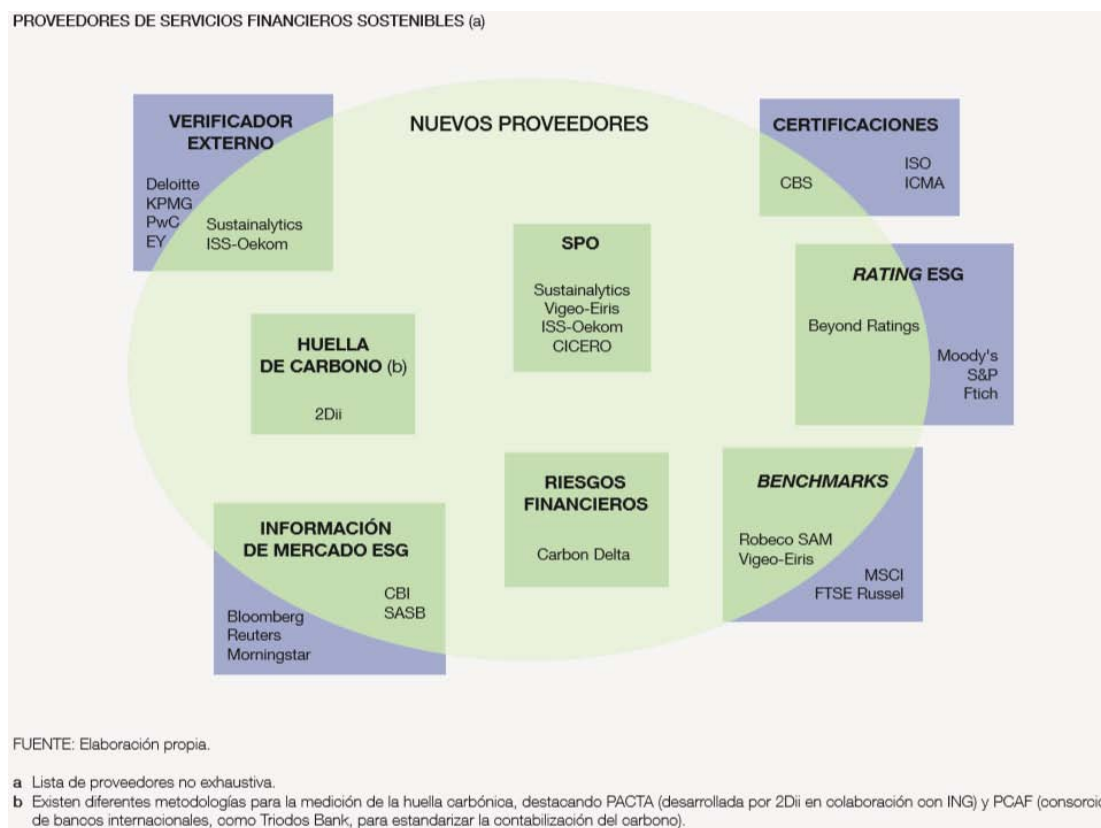 PROVEEDORES DE SERVICIOS FINANCIEROS SOSTENIBLES (a)
NUEVOS PROVEEDORES
VERIFICADOR
EXTERNO
Deloitte
KPMG
PwC
EY
Sustainalytics
ISS-Oekom
CERTIFICACIONES
CBS
ISO
ICMA
SPO
Sustainalytics
Vigeo-Eiris
ISS-Oekom
CICERO
RATING ESG
Beyond Ratings
Moody's
S&P
Ftich
HUELLA
DE CARBONO (b)
2Dii
RIESGOS
FINANCIEROS
Carbon Delta
BENCHMARKS
Robeco SAM
Vigeo-Eiris
MSCI
FTSE Russel
INFORMACIÓN
DE MERCADO ESG
CBI
SASB
Bloomberg
Reuters
Morningstar
FUENTE: Elaboración propia.
a Lista de proveedores no exhaustiva.
b Existen diferentes metodologías para la medición de la huella carbónica, destacando PACTA (desarrollada por 2Dii en colaboración con ING) y PCAF (consorcio
de bancos internacionales, como Triodos Bank, para estandarizar la contabilización del carbono).